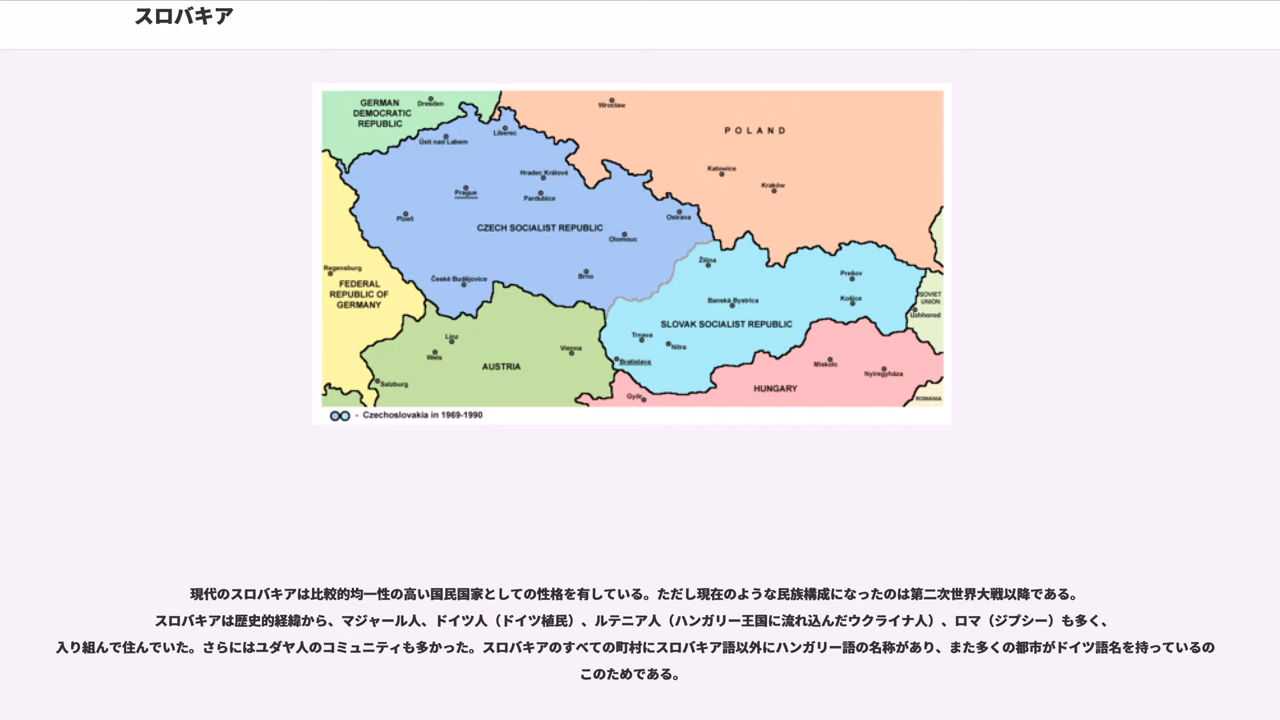 スロバキア
GERMAN
DEMOCRATIC
REPUBLIC
Dresden
Wrocław
POLAND
Ústí nad Labem
Liberec
Hradec Králové
Katowice
Kraków
Prague
Pardubice
Plzeň
Ostrava
CZECH SOCIALIST REPUBLIC
Olomouc
Žilina
Regensburg
České Budějovice
Brno
Prešov
FEDERAL
REPUBLIC OF
GERMANY
Banská Bystrica
Košice
SOVIET
UNION
Uzhhorod
SLOVAK SOCIALIST REPUBLIC
Linz
Wels
Vienna
Trnava
Nitra
Bratislava
AUSTRIA
Miskolc
Nyíregyháza
Salzburg
HUNGARY
Győr
ROMANIA
- Czechoslovakia in 1969-1990
現代のスロバキアは比較的均一性の高い国民国家としての性格を有している。ただし現在のような民族構成になったのは第二次世界大戦以降である。
スロバキアは歴史的経緯から、マジャール人、ドイツ人（ドイツ植民）、ルテニア人（ハンガリー王国に流れ込んだウクライナ人）、ロマ（ジプシー）も多く、
入り組んで住んでいた。さらにはユダヤ人のコミュニティも多かった。スロバキアのすべての町村にスロバキア語以外にハンガリー語の名称があり、また多くの都市がドイツ語名を持っているの
このためである。